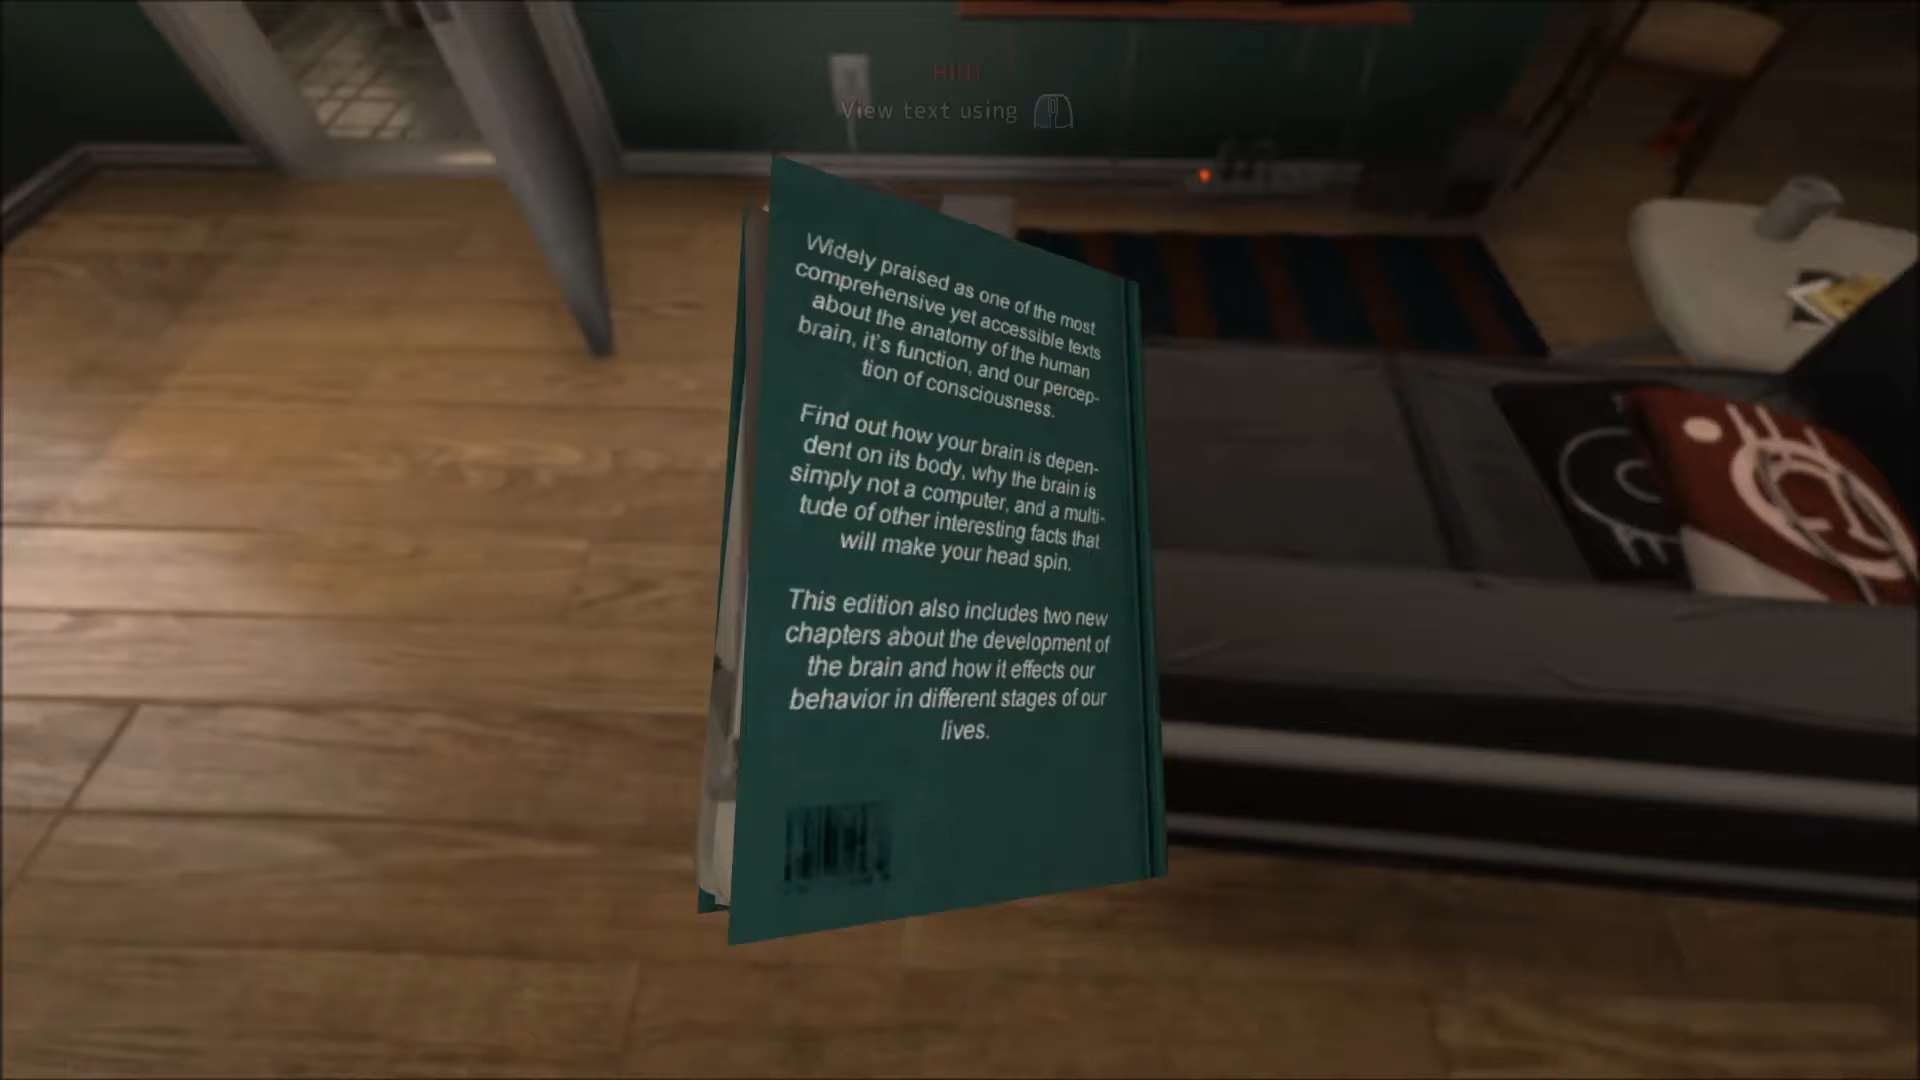 HINT
View text using
Widely praised as one of the most
comprehensive yet accessible texts
about the anatomy of the human
brain, it's function, and our percep-
tion of consciousness.
Find out how your brain is depen-
dent on its body, why the brain is
simply not a computer, and a multi-
tude of other interesting facts that
will make your head spin.
This edition also includes two new
chapters about the development of
the brain and how it effects our
behavior in different stages of our
lives.